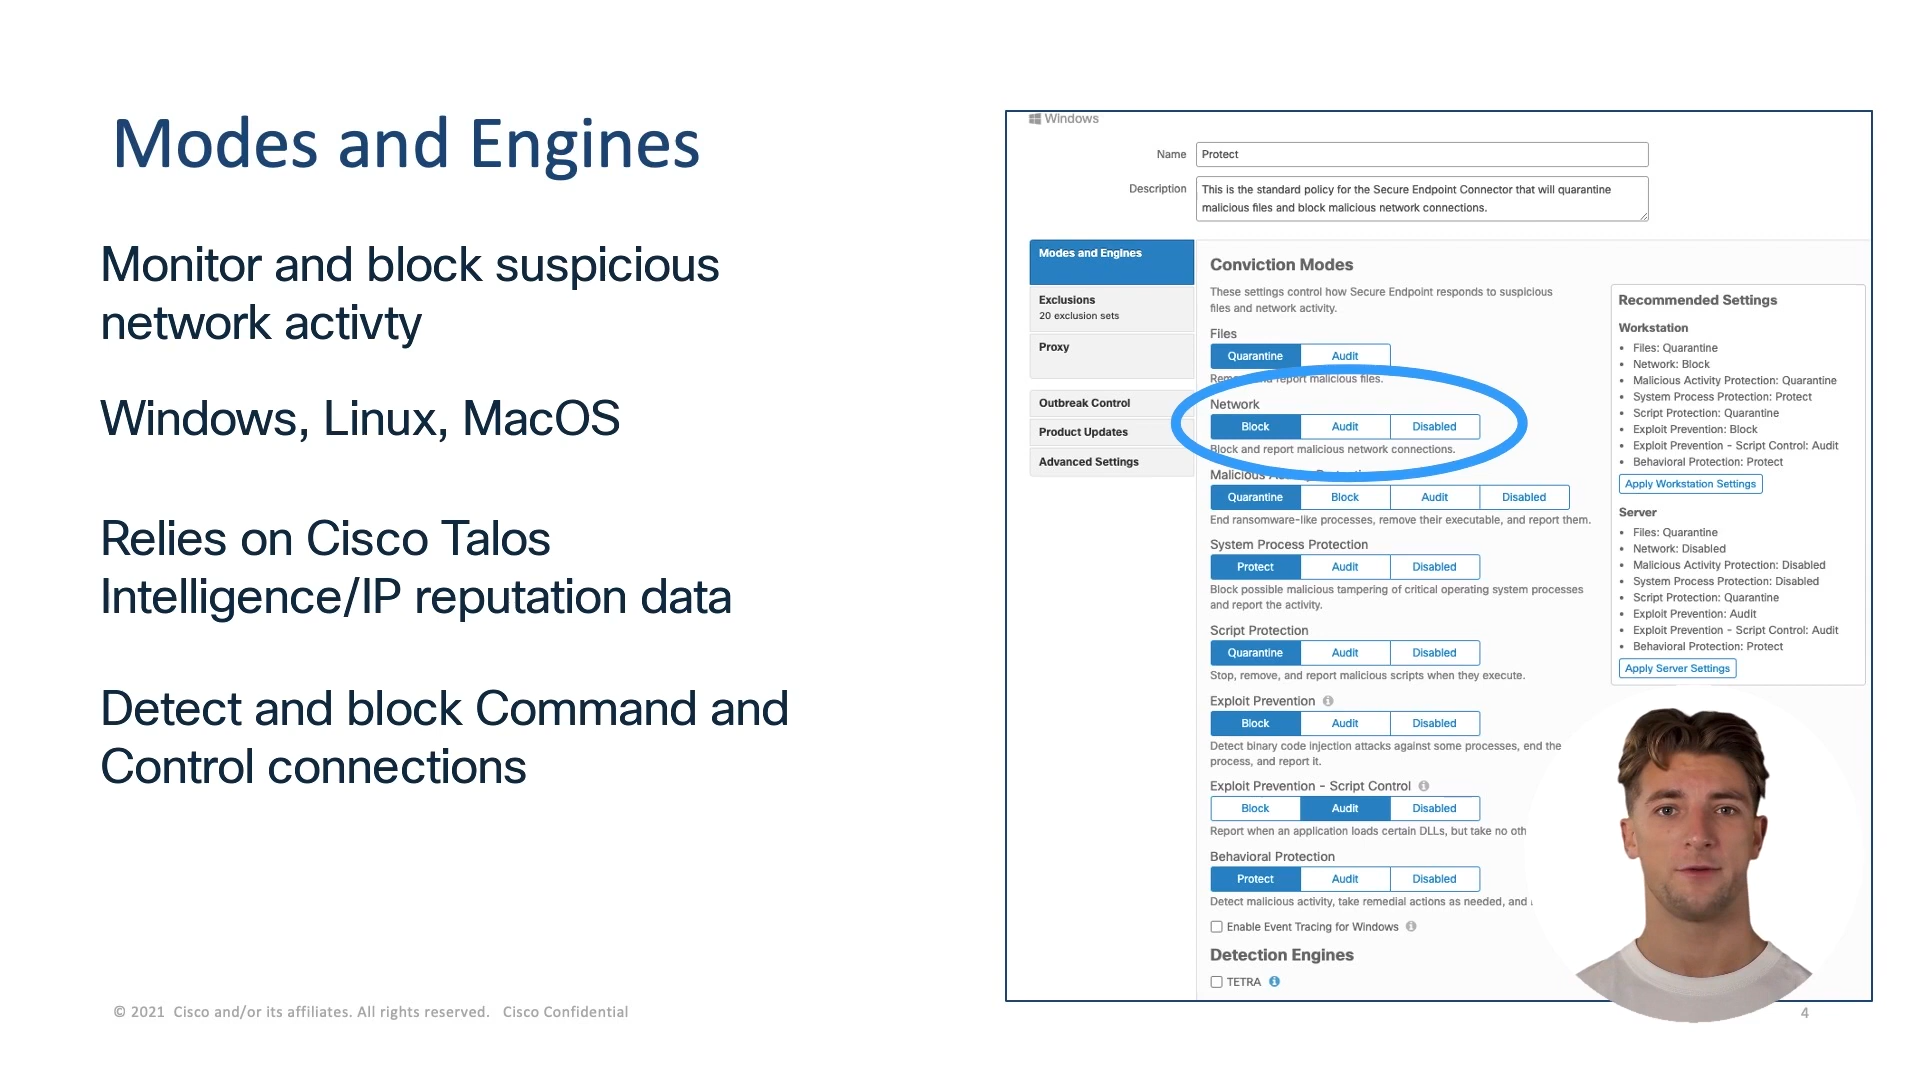 Modes and Engines
Monitor and block suspicious
network activty
Windows, Linux, MacOS
Relies on Cisco Talos
Intelligence/IP reputation data
Detect and block Command and
Control connections
© 2021 Cisco and/or its affiliates. All rights reserved. Cisco Confidential
Windows
Name
Protect
Description
This is the standard policy for the Secure Endpoint Connector that will quarantine
malicious files and block malicious network connections.
Modes and Engines
Exclusions
20 exclusion sets
Proxy
Outbreak Control
Product Updates
Advanced Settings
Conviction Modes
These settings control how Secure Endpoint responds to suspicious
files and network activity.
Files
Quarantine Audit
and report malicious files.
Network
Block Audit Disabled
Block and report malicious network connections.
Malicious
Quarantine Block Audit Disabled
End ransomware-like processes, remove their executable, and report them.
System Process Protection
Protect Audit Disabled
Block possible malicious tampering of critical operating system processes
and report the activity.
Script Protection
Quarantine Audit Disabled
Stop, remove, and report malicious scripts when they execute.
Exploit Prevention
Block Audit Disabled
Detect binary code injection attacks against some processes, end the
process, and report it.
Exploit Prevention - Script Control
Block Audit Disabled
Report when an application loads certain DLLs, but take no oth
Behavioral Protection
Protect Audit Disabled
Detect malicious activity, take remedial actions as needed, and
Enable Event Tracing for Windows
Detection Engines
TETRA
Recommended Settings
Workstation
• Files: Quarantine
• Network: Block
• Malicious Activity Protection: Quarantine
• System Process Protection: Protect
• Script Protection: Quarantine
• Exploit Prevention: Block
• Exploit Prevention - Script Control: Audit
• Behavioral Protection: Protect
Apply Workstation Settings
Server
• Files: Quarantine
• Network: Disabled
• Malicious Activity Protection: Disabled
• System Process Protection: Disabled
• Script Protection: Quarantine
• Exploit Prevention: Audit
• Exploit Prevention - Script Control: Audit
• Behavioral Protection: Protect
Apply Server Settings
4